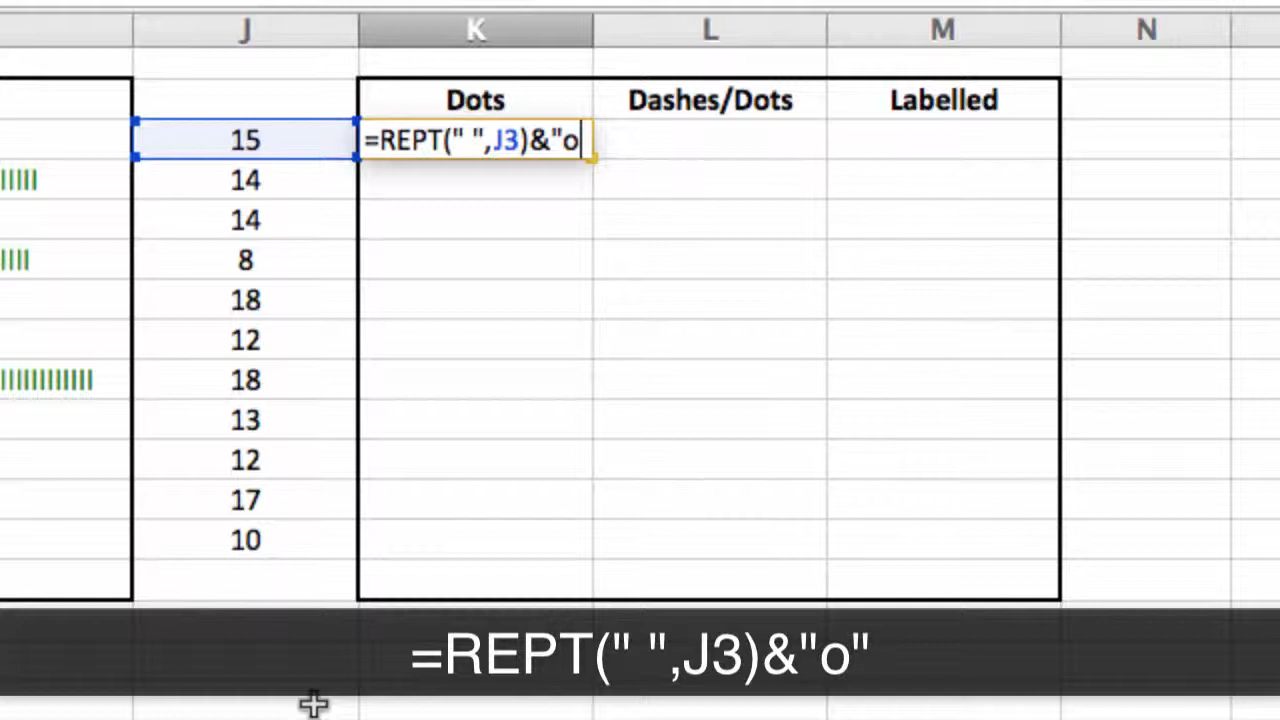 J K L M N
Dots Dashes/Dots Labelled
15 =REPT(" ",J3)&"o
14
14
8
18
12
18
13
12
17
10
=REPT(" ",J3)&"o"